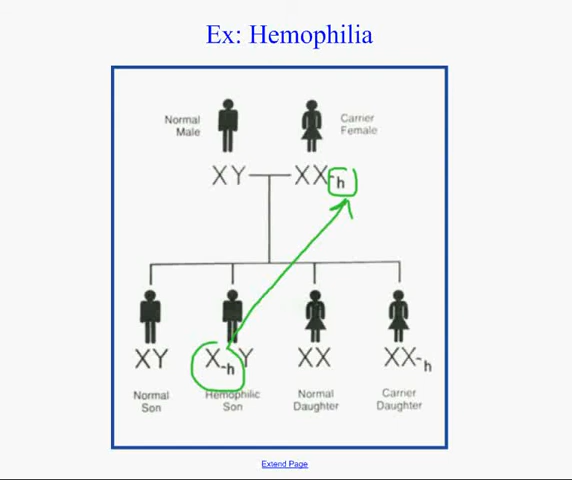 Ex: Hemophilia
Normal Male
Carrier Female
XY
XX-h
XY
X-hY
XX
XX-h
Normal Son
Hemophilic Son
Normal Daughter
Carrier Daughter
Extend Page